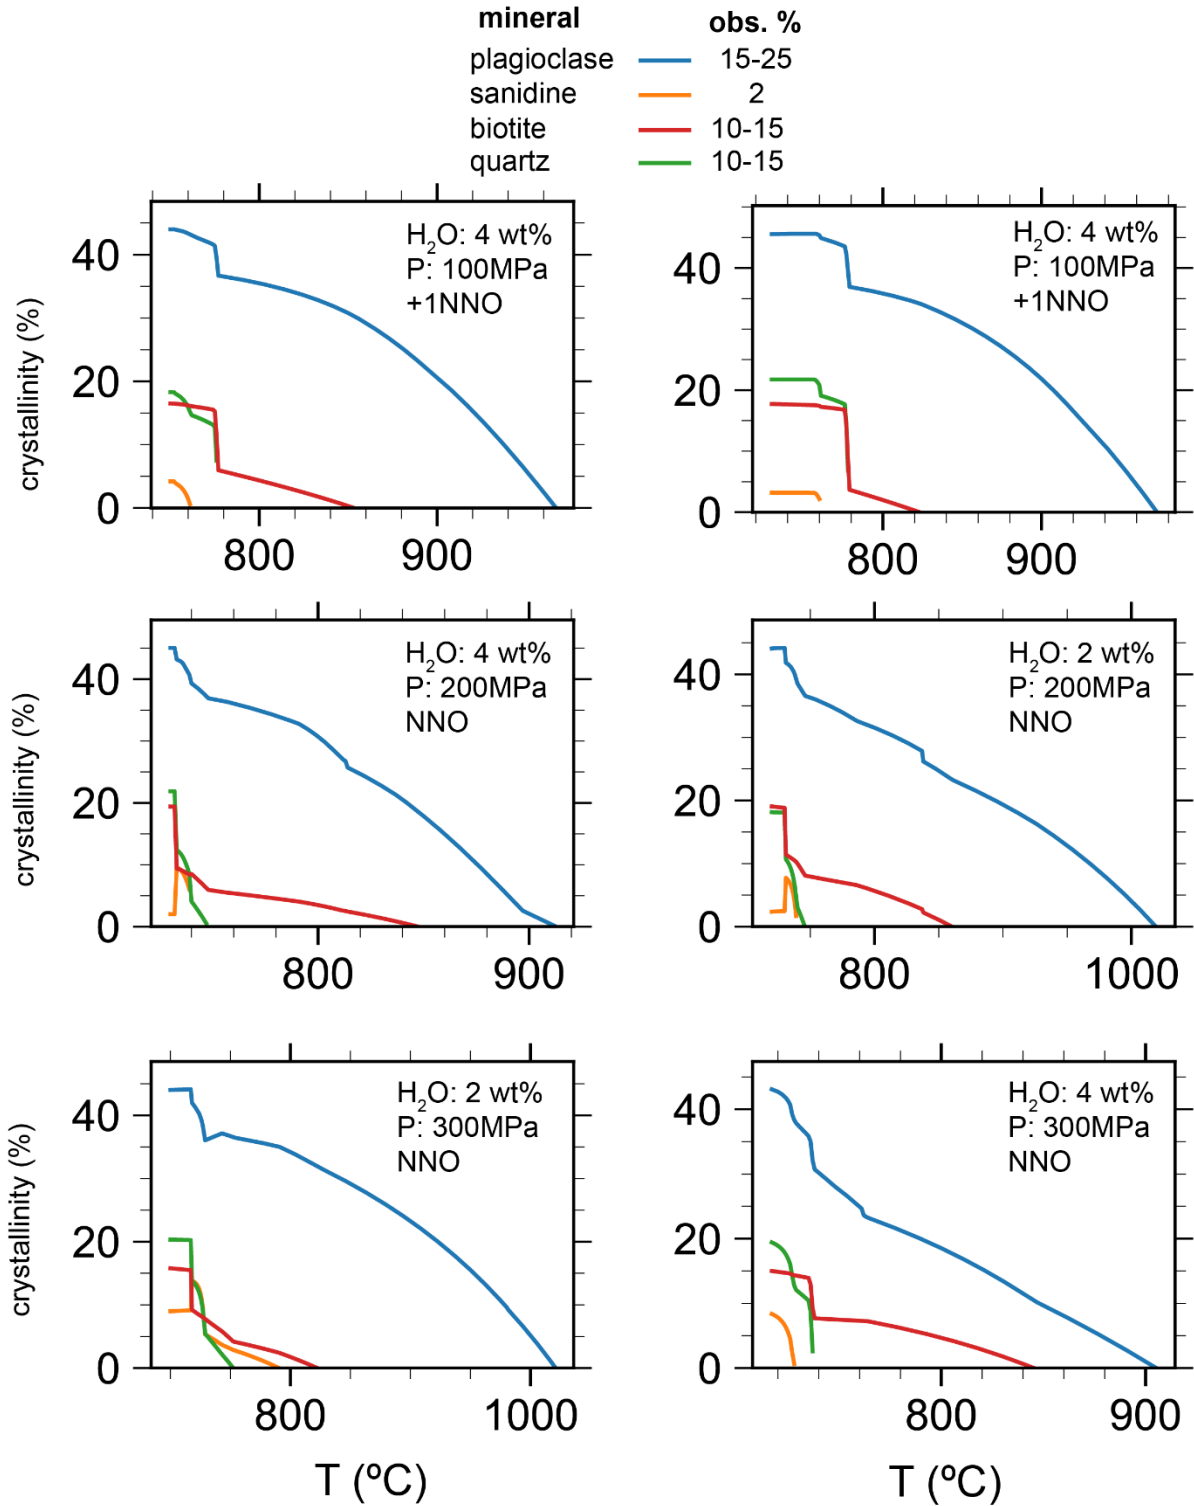 mineral obs. %
plagioclase 15-25
sanidine 2
biotite 10-15
quartz 10-15
crystallinity (%)
40
20
0
800 900
H₂O: 4 wt%
P: 100MPa
+1NNO
40
20
0
800 900
H₂O: 4 wt%
P: 100MPa
+1NNO
crystallinity (%)
40
20
0
800 900
H₂O: 4 wt%
P: 200MPa
NNO
40
20
0
800 1000
H₂O: 2 wt%
P: 200MPa
NNO
crystallinity (%)
40
20
0
800 1000
H₂O: 2 wt%
P: 300MPa
NNO
T (ºC)
40
20
0
800 900
H₂O: 4 wt%
P: 300MPa
NNO
T (ºC)